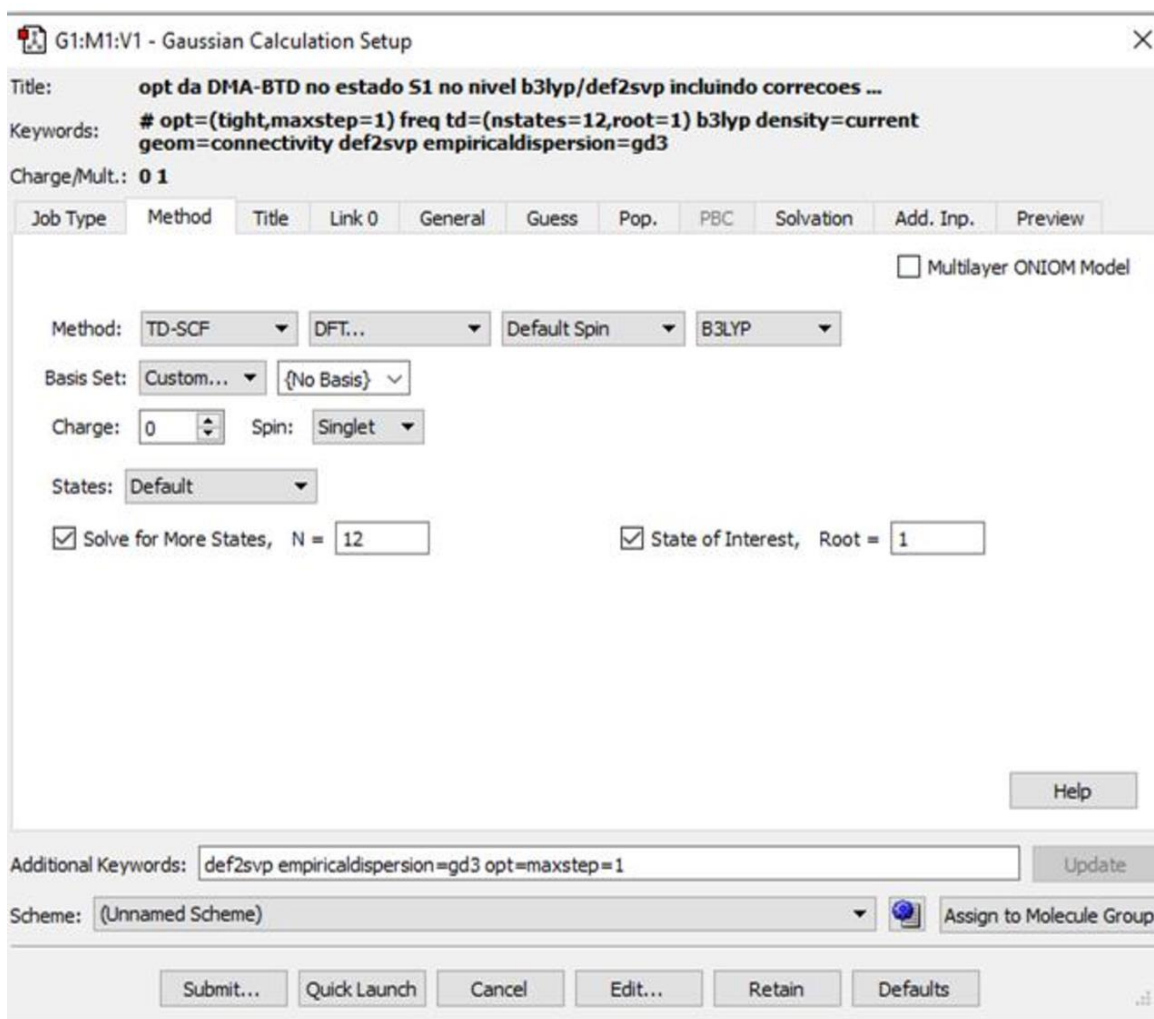 G1:M1:V1 - Gaussian Calculation Setup
Title: opt da DMA-BTD no estado S1 no nivel b3lyp/def2svp incluindo correcoes ...
Keywords: # opt=(tight,maxstep=1) freq td=(nstates=12,root=1) b3lyp density=current
geom=connectivity def2svp empiricaldispersion=gd3
Charge/Mult.: 0 1
Job Type Method Title Link 0 General Guess Pop. PBC Solvation Add. Inp. Preview
Multilayer ONIOM Model
Method: TD-SCF DFT... Default Spin B3LYP
Basis Set: Custom... {No Basis}
Charge: 0 Spin: Singlet
States: Default
Solve for More States, N = 12 State of Interest, Root = 1
Help
Additional Keywords: def2svp empiricaldispersion=gd3 opt=maxstep=1 Update
Scheme: (Unnamed Scheme) Assign to Molecule Group
Submit... Quick Launch Cancel Edit... Retain Defaults